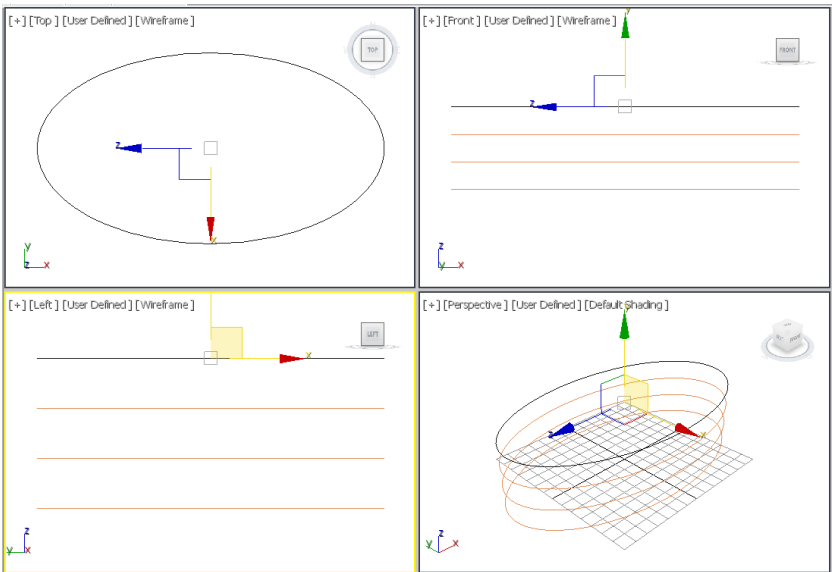 [+] [Top ] [User Defined ] [Wireframe ]
TOP
z
x
y
z
x
[+] [Front ] [User Defined ] [Wireframe ]
y
FRONT
z
z
y
x
[+] [Left ] [User Defined ] [Wireframe ]
LEFT
x
z
y
x
[+] [Perspective ] [User Defined ] [Default Shading ]
y
z
x
z
y
x